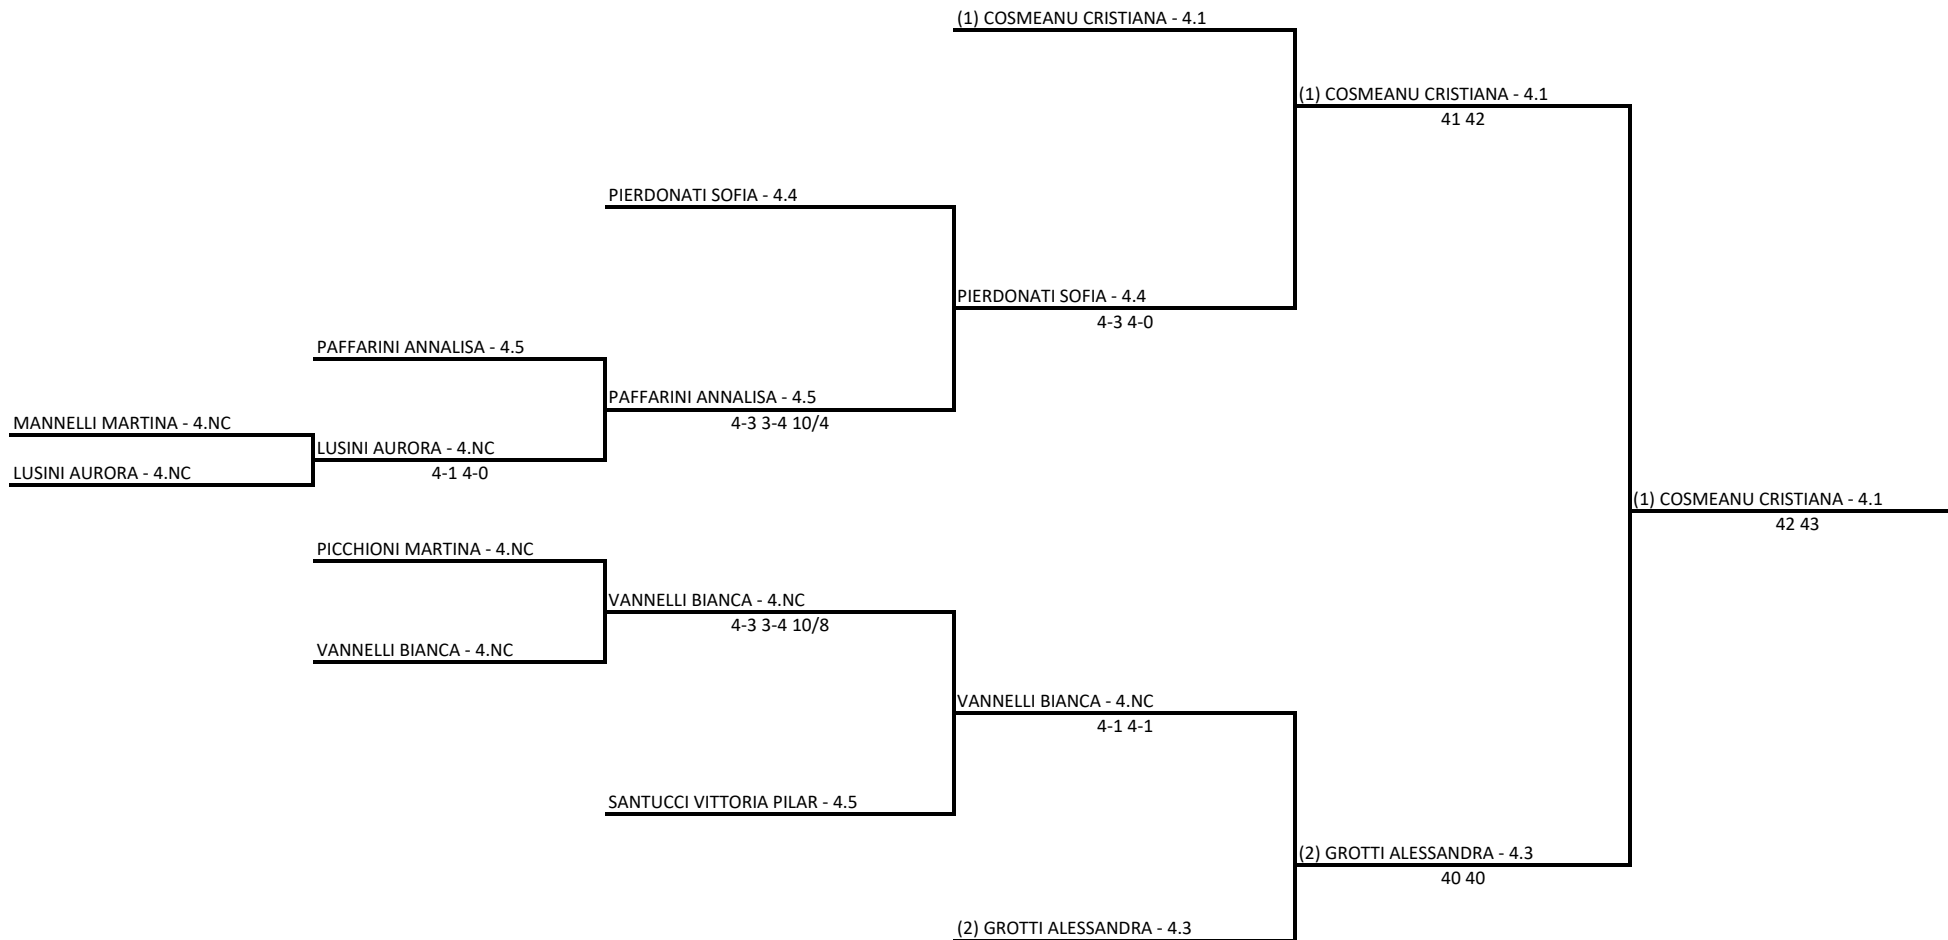 (1) COSMEANU CRISTIANA - 4.1
(1) COSMEANU CRISTIANA - 4.1
41 42
PIERDONATI SOFIA - 4.4
PIERDONATI SOFIA - 4.4
4-3 4-0
PAFFARINI ANNALISA - 4.5
PAFFARINI ANNALISA - 4.5
4-3 3-4 10/4
MANNELLI MARTINA - 4.NC
LUSINI AURORA - 4.NC
4-1 4-0
LUSINI AURORA - 4.NC
(1) COSMEANU CRISTIANA - 4.1
42 43
PICCHIONI MARTINA - 4.NC
VANNELLI BIANCA - 4.NC
4-3 3-4 10/8
VANNELLI BIANCA - 4.NC
VANNELLI BIANCA - 4.NC
4-1 4-1
SANTUCCI VITTORIA PILAR - 4.5
(2) GROTTI ALESSANDRA - 4.3
40 40
(2) GROTTI ALESSANDRA - 4.3